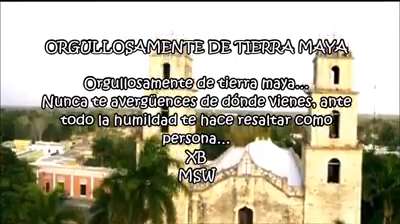 ORGULLOSAMENTE DE TIERRA MAYA
Orgullosamente de tierra maya...
Nunca te avergüences de dónde vienes, ante
todo la humildad te hace resaltar como
persona...
XB
MSW